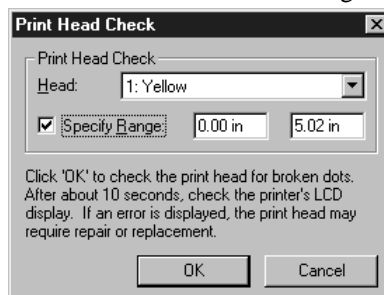 Print Head Check
Print Head Check
Head: 1: Yellow
Specify Range: 0.00 in 5.02 in
Click 'OK' to check the print head for broken dots.
After about 10 seconds, check the printer's LCD
display. If an error is displayed, the print head may
require repair or replacement.
OK Cancel